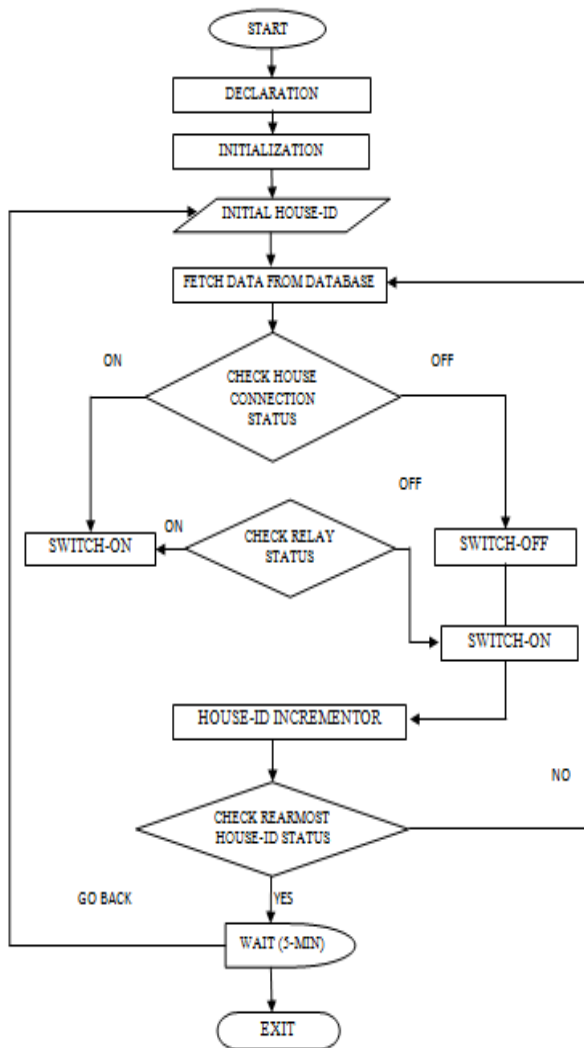 START
DECLARATION
INITIALIZATION
INITIAL HOUSE-ID
FETCH DATA FROM DATABASE
ON
OFF
CHECK HOUSE
CONNECTION
STATUS
OFF
ON
SWITCH-ON
CHECK RELAY
STATUS
SWITCH-OFF
SWITCH-ON
HOUSE-ID INCREMENTOR
NO
CHECK REARMOST
HOUSE-ID STATUS
GO BACK
YES
WAIT (5-MIN)
EXIT